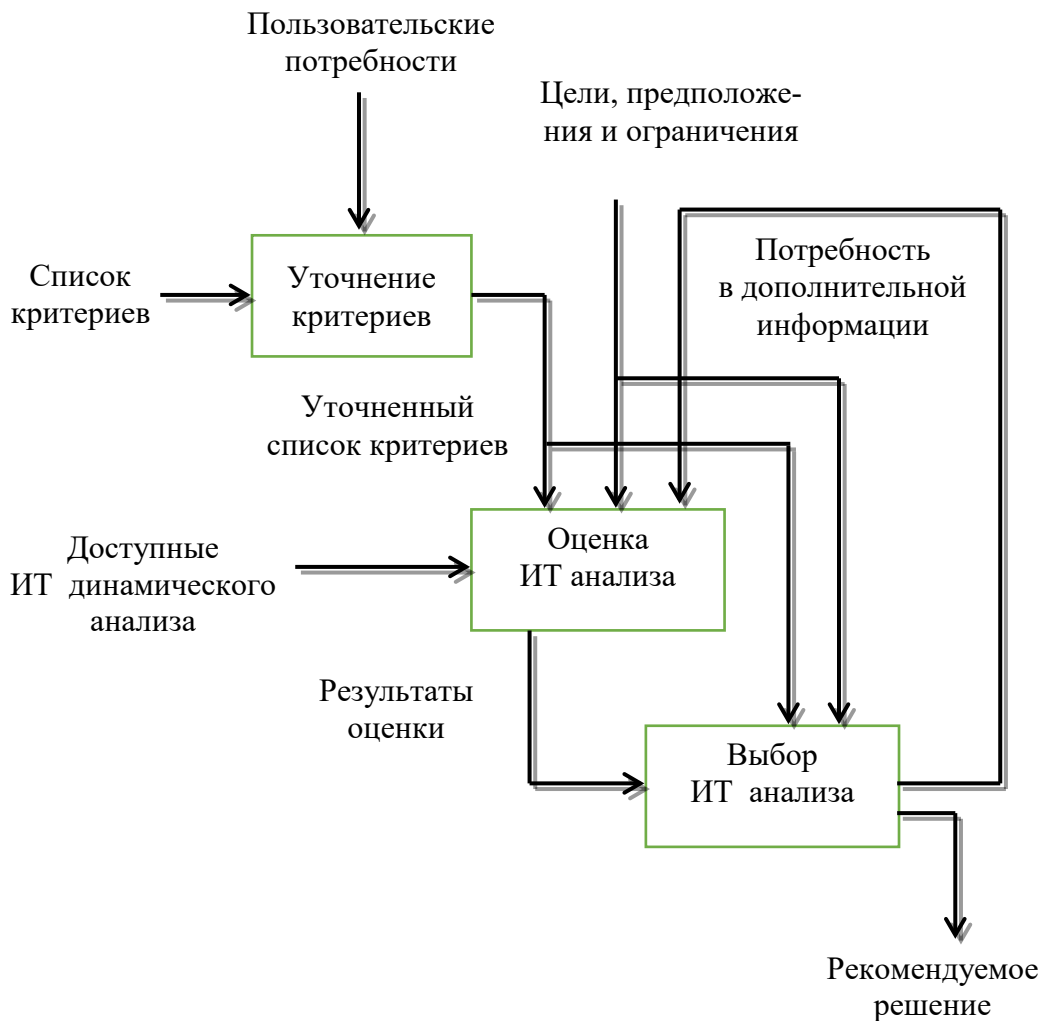 Пользовательские
потребности
Цели, предположе-
ния и ограничения
Список
критериев
Уточнение
критериев
Потребность
в дополнительной
информации
Уточненный
список критериев
Доступные
ИТ динамического
анализа
Оценка
ИТ анализа
Результаты
оценки
Выбор
ИТ анализа
Рекомендуемое
решение